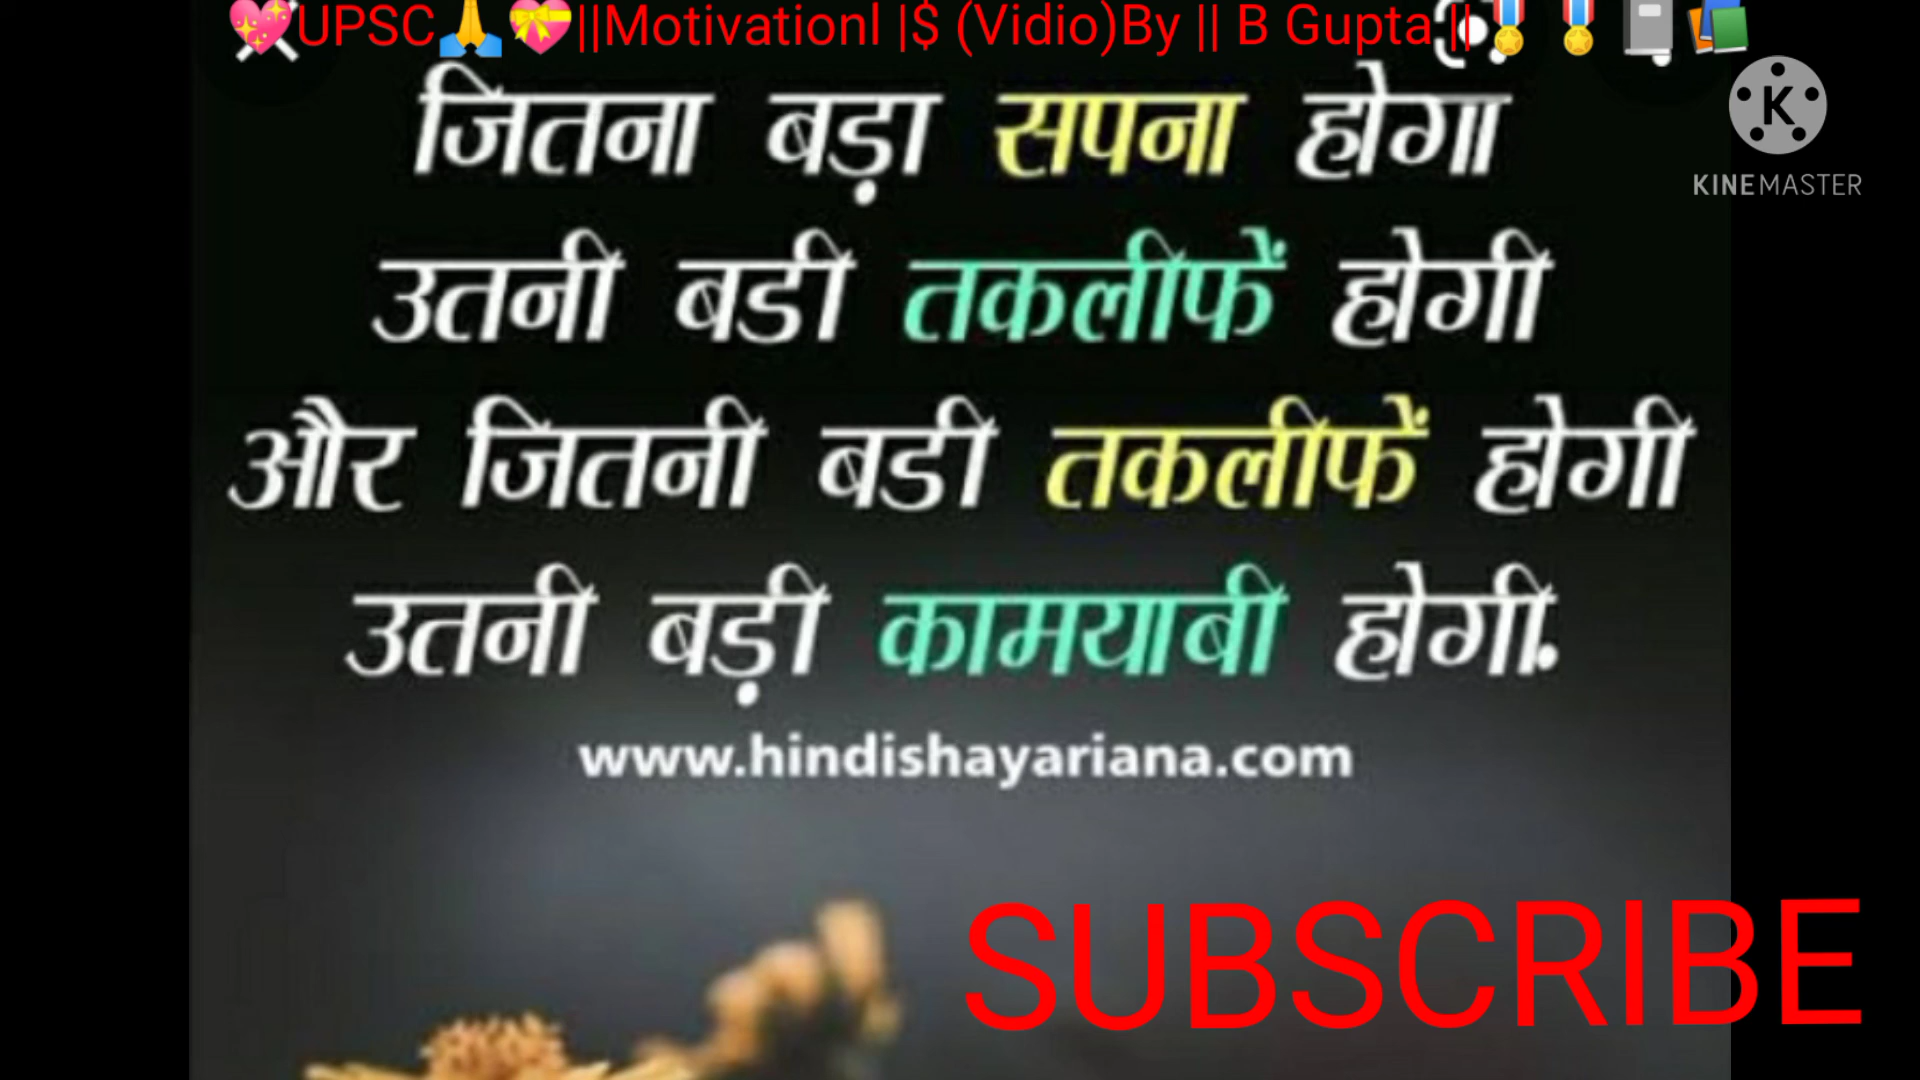 💖UPSC🙏💝||Motivationl |$ (Vidio)By || B Gupta ||🏅🏅📓📚
K
KINEMASTER
जितना बड़ा सपना होगा
उतनी बडी तकलीफें होगी
और जितनी बडी तकलीफें होगी
उतनी बड़ी कामयाबी होगी.
www.hindishayariana.com
SUBSCRIBE